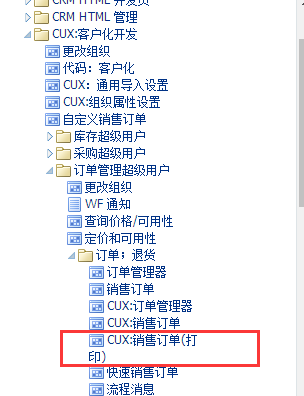 CRM HTML 开发员
CRM HTML 管理
CUX:客户化开发
更改组织
代码：客户化
CUX：通用导入设置
CUX:组织属性设置
自定义销售订单
库存超级用户
采购超级用户
订单管理超级用户
更改组织
WF 通知
查询价格/可用性
定价和可用性
订单；退货
订单管理器
销售订单
CUX:订单管理器
CUX:销售订单
CUX:销售订单(打
印）
快速销售订单
流程消息